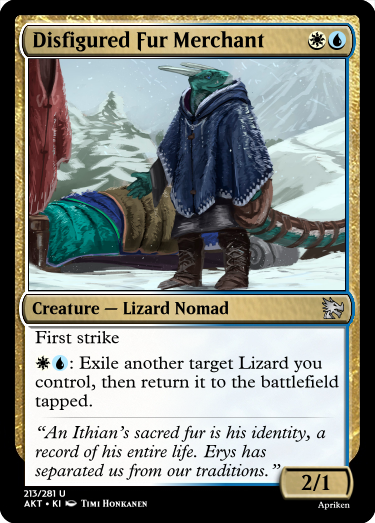 Disfigured Fur Merchant
Creature — Lizard Nomad
First strike
: Exile another target Lizard you
control, then return it to the battlefield
tapped.
“An Ithian’s sacred fur is his identity, a
record of his entire life. Erys has
separated us from our traditions.”
2/1
213/281 U
AKT • KI Timi Honkanen
Apriken